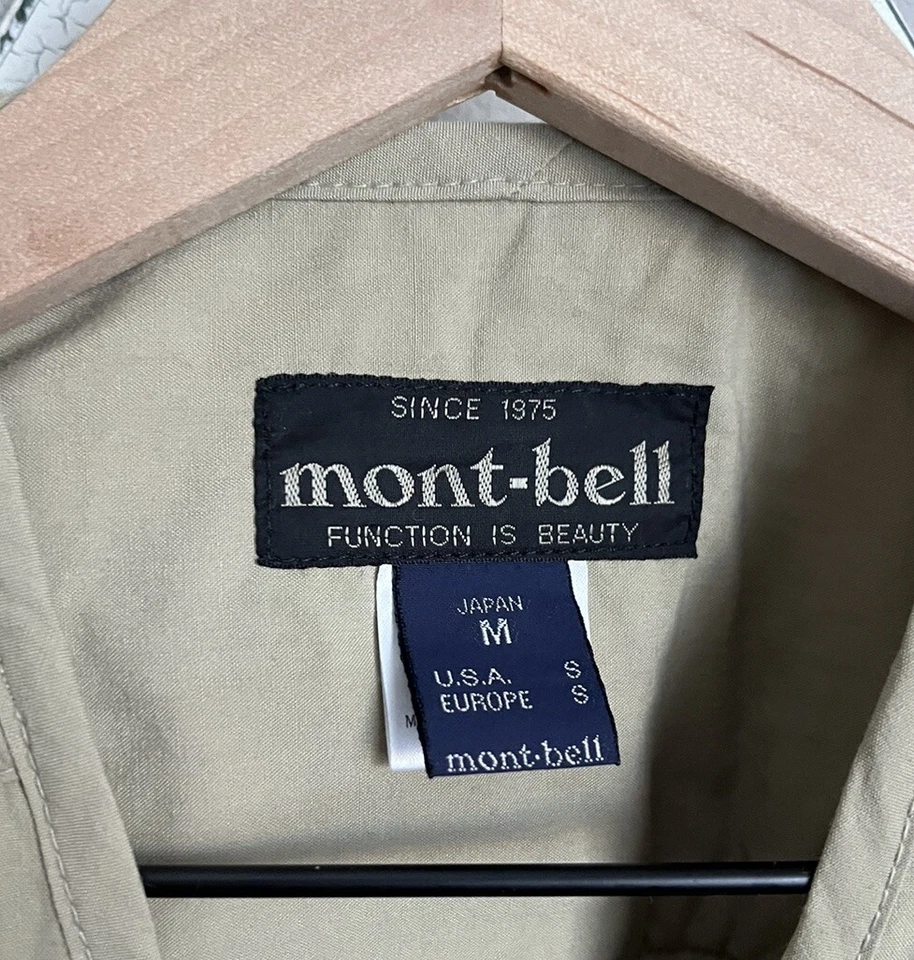 SINCE 1975
mont-bell
FUNCTION IS BEAUTY
JAPAN
M
U.S.A. S
EUROPE S
mont·bell
M